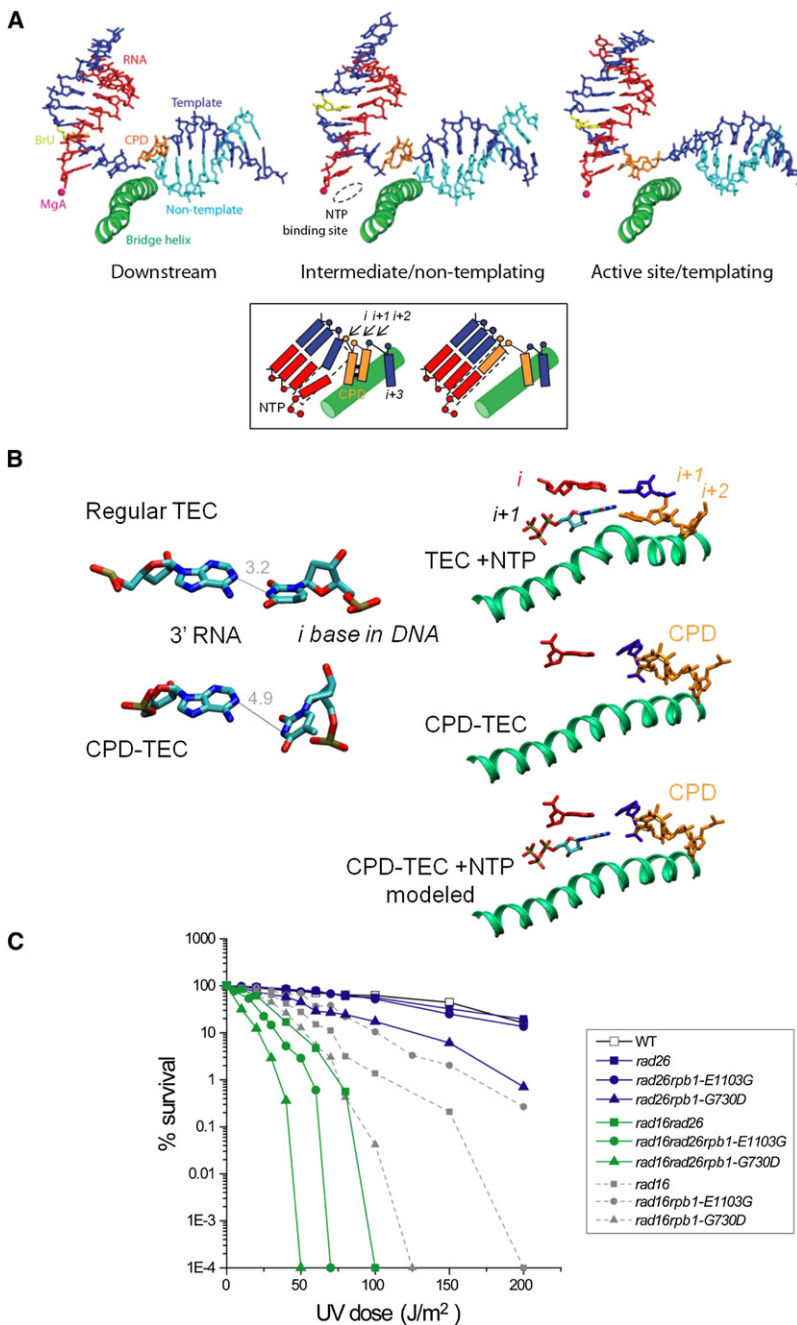 A
RNA
Template
BrU
CPD
MgA
Non-template
Bridge helix
NTP
binding site
Downstream
Intermediate/non-templating
Active site/templating
i i+1 i+2
NTP
CPD
i+3
B
Regular TEC
3.2
3' RNA
i base in DNA
4.9
CPD-TEC
i
i+1
i+2
i+1
TEC +NTP
CPD
CPD-TEC
CPD
CPD-TEC +NTP
modeled
C
1000
100
10
1
0.1
0.01
1E-3
1E-4
% survival
0 50 100 150 200
UV dose (J/m²)
WT
rad26
rad26rpb1-E1103G
rad26rpb1-G730D
rad16rad26
rad16rad26rpb1-E1103G
rad16rad26rpb1-G730D
rad16
rad16rpb1-E1103G
rad16rpb1-G730D